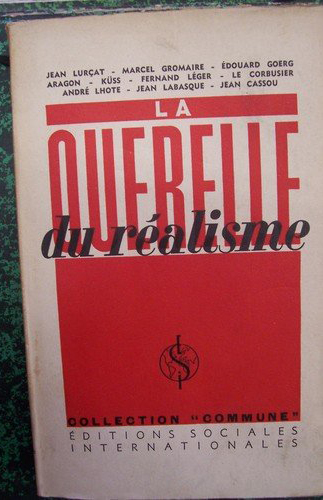 JEAN LURÇAT - MARCEL GROMAIRE - ÉDOUARD GOERG
ARAGON - KÜSS - FERNAND LÉGER - LE CORBUSIER
ANDRÉ LHOTE - JEAN LABASQUE - JEAN CASSOU
LA
QUERELLE
du réalisme
COLLECTION "COMMUNE"
ÉDITIONS SOCIALES
INTERNATIONALES